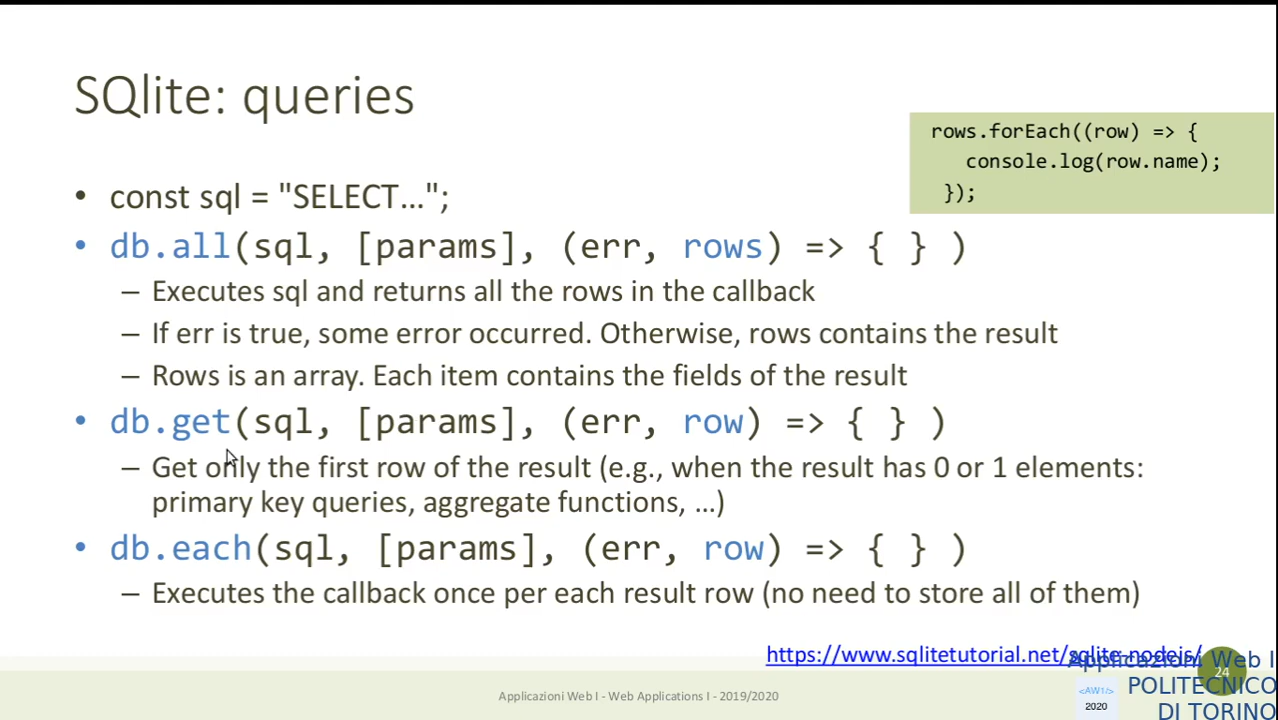 SQlite: queries
rows.forEach((row) => {
console.log(row.name);
});
• const sql = "SELECT…";
• db.all(sql, [params], (err, rows) => { } )
– Executes sql and returns all the rows in the callback
– If err is true, some error occurred. Otherwise, rows contains the result
– Rows is an array. Each item contains the fields of the result
• db.get(sql, [params], (err, row) => { } )
– Get only the first row of the result (e.g., when the result has 0 or 1 elements:
primary key queries, aggregate functions, …)
• db.each(sql, [params], (err, row) => { } )
– Executes the callback once per each result row (no need to store all of them)
https://www.sqlitetutorial.net/sqlite-nodejs/
Applicazioni Web I - Web Applications I - 2019/2020
24
Applicazioni Web I
<AW1/>
2020
POLITECNICO
DI TORINO